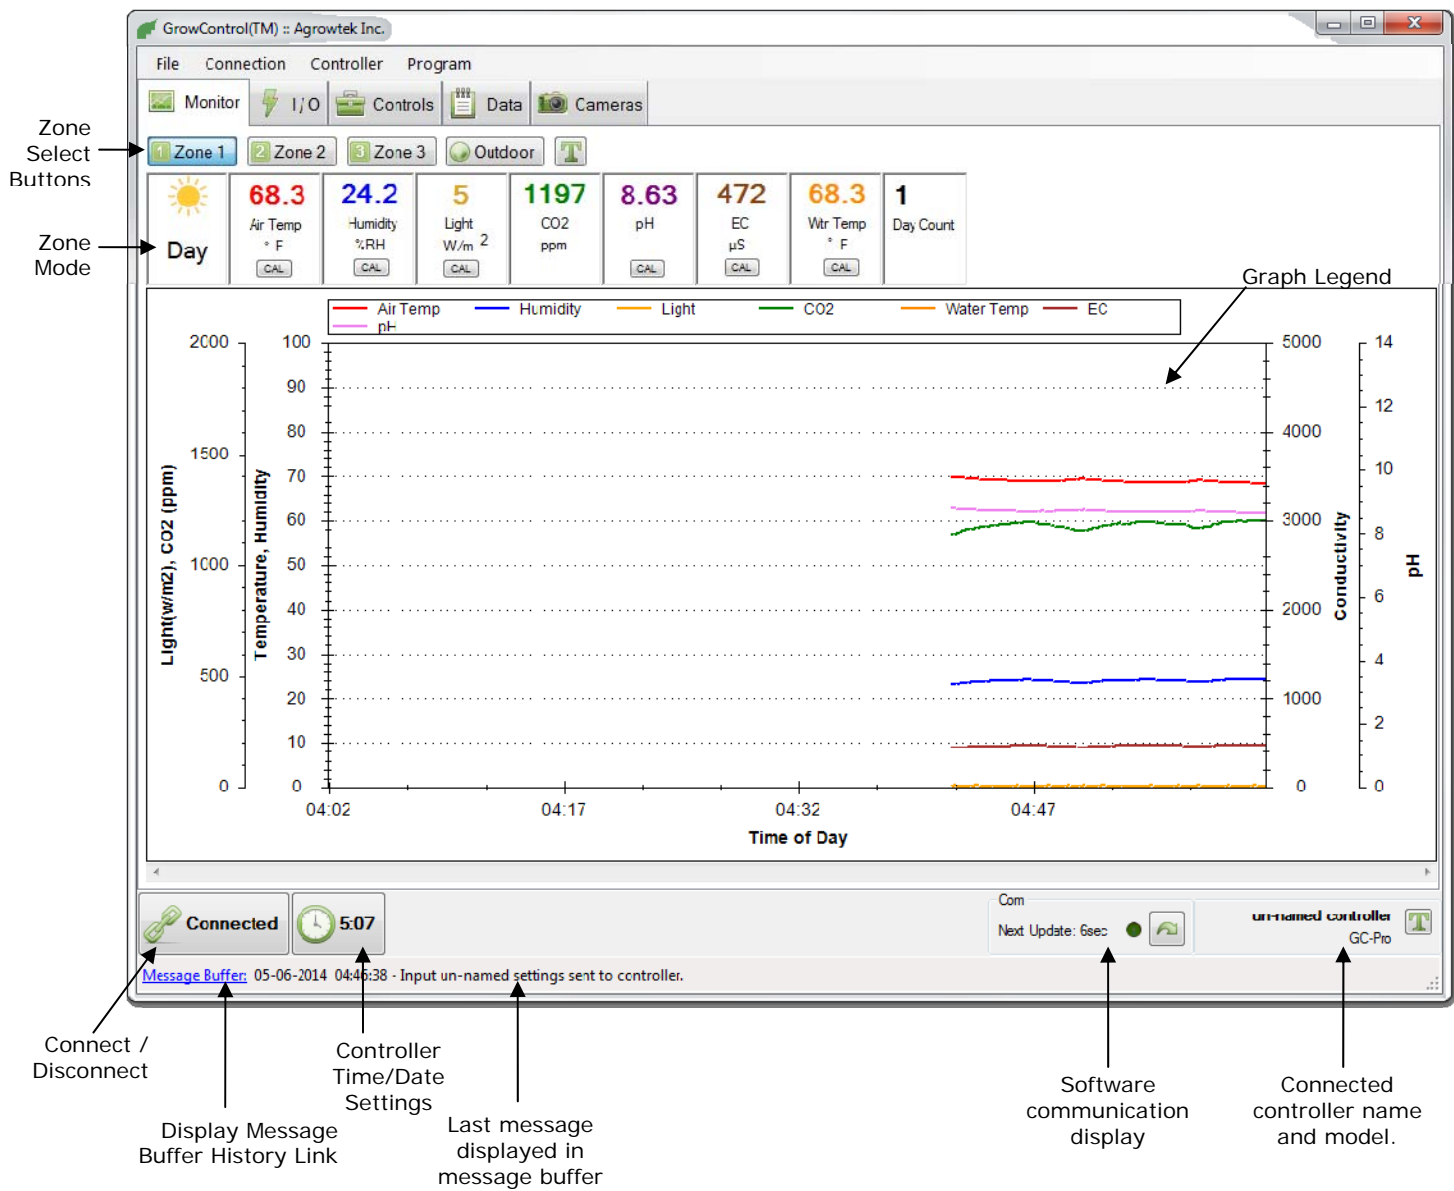 GrowControl(TM) :: Agrowtek Inc.
File Connection Controller Program
Monitor I/O Controls Data Cameras
Zone
Select
Buttons
1 Zone 1 2 Zone 2 3 Zone 3 Outdoor T
Zone
Mode
Day
68.3
Air Temp
° F
CAL
24.2
Humidity
%RH
CAL
5
Light
W/m 2
CAL
1197
CO2
ppm
8.63
pH
CAL
472
EC
µS
CAL
68.3
Wtr Temp
° F
CAL
1
Day Count
Graph Legend
Air Temp Humidity Light CO2 Water Temp EC
pH
2000 100 5000 14
90
12
80 4000
1500
70 10
60 3000
8
1000 50
6
40 2000
30 4
500
20 1000
2
10
0 0 0 0
Light(w/m2), CO2 (ppm)
Temperature, Humidity
Conductivity
pH
04:02 04:17 04:32 04:47
Time of Day
Connected
5:07
Com
Next Update: 6sec
un-named controller
GC-Pro
T
Message Buffer: 05-06-2014 04:46:38 - Input un-named settings sent to controller.
Connect /
Disconnect
Controller
Time/Date
Settings
Display Message
Buffer History Link
Last message
displayed in
message buffer
Software
communication
display
Connected
controller name
and model.